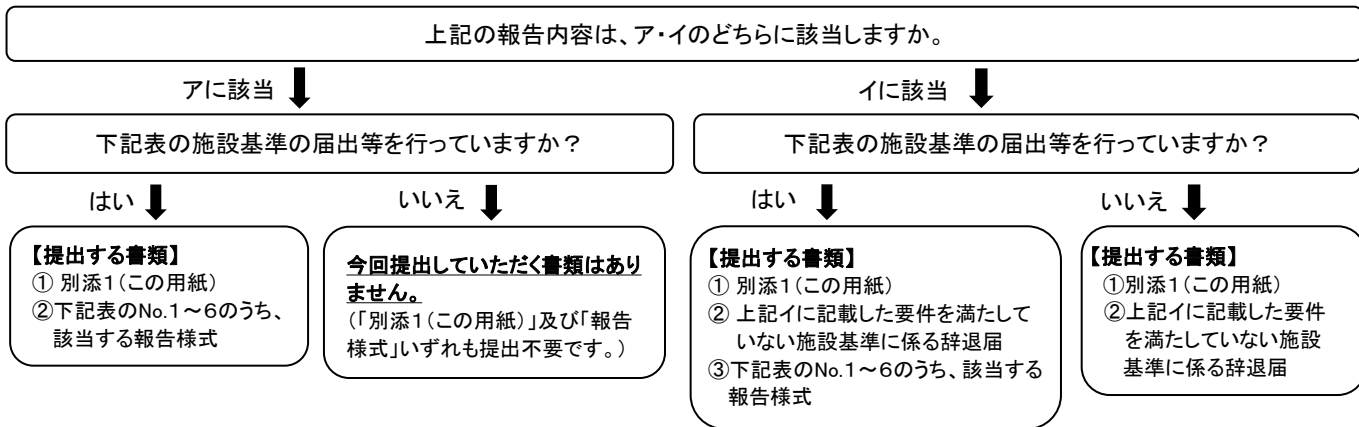 上記の報告内容は、ア・イのどちらに該当しますか。
アに該当
イに該当
下記表の施設基準の届出等を行っていますか？
下記表の施設基準の届出等を行っていますか？
はい
いいえ
はい
いいえ
【提出する書類】
① 別添1(この用紙)
②下記表のNo.1～6のうち、
該当する報告様式
今回提出していただく書類はあり
ません。
(「別添1(この用紙)」及び「報告
様式」いずれも提出不要です。)
【提出する書類】
① 別添1(この用紙)
② 上記イに記載した要件を満たして
いない施設基準に係る辞退届
③下記表のNo.1～6のうち、該当する
報告様式
【提出する書類】
①別添1(この用紙)
②上記イに記載した要件
を満たしていない施設
基準に係る辞退届